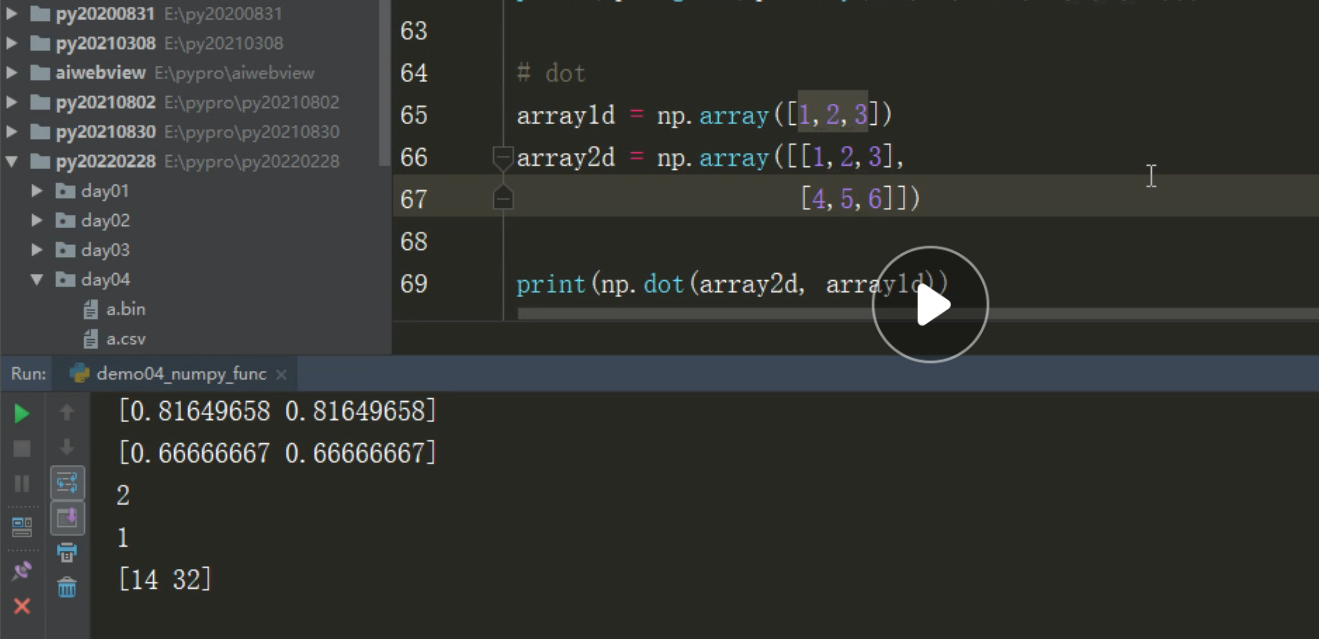 py20200831 E:\py20200831
py20210308 E:\py20210308
aiwebview E:\pypro\aiwebview
py20210802 E:\pypro\py20210802
py20210830 E:\pypro\py20210830
py20220228 E:\pypro\py20220228
day01
day02
day03
day04
a.bin
a.csv
63
64 # dot
65 array1d = np.array([1,2,3])
66 array2d = np.array([[1,2,3],
67 [4,5,6]])
68
69 print(np.dot(array2d, array1d))
Run: demo04_numpy_func
[0.81649658 0.81649658]
[0.66666667 0.66666667]
2
1
[14 32]